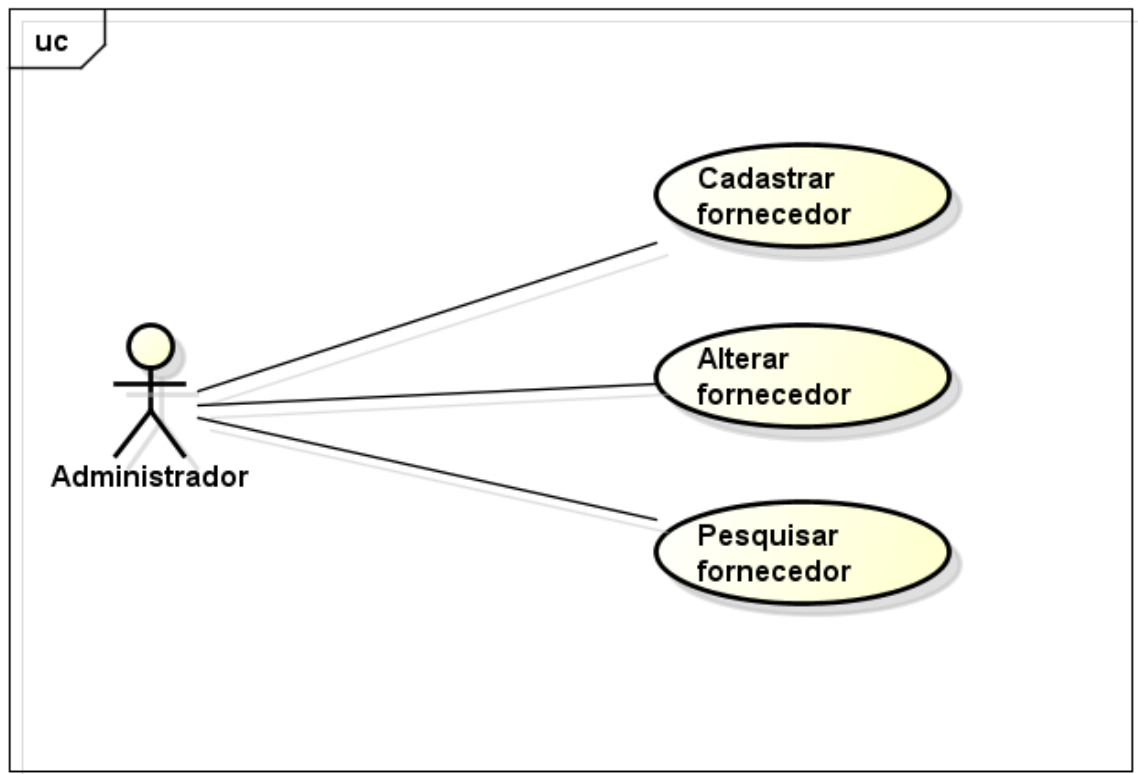 uc
Cadastrar
fornecedor
Alterar
fornecedor
Administrador
Pesquisar
fornecedor